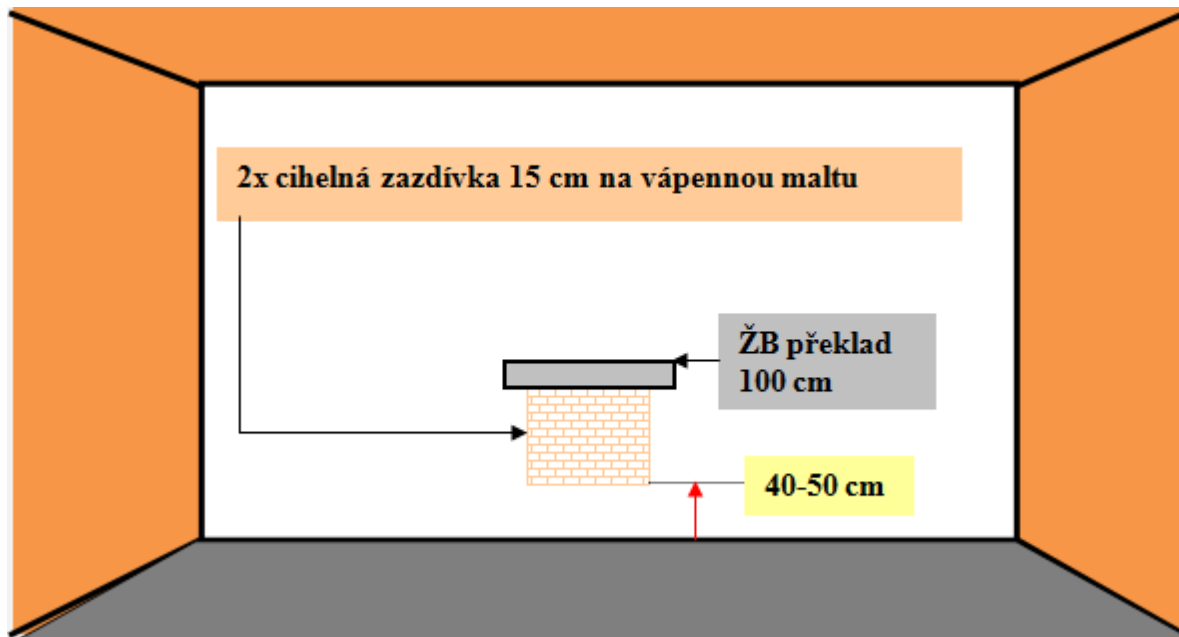 2x cihelná zazdívka 15 cm na vápennou maltu
ŽB překlad
100 cm
40-50 cm